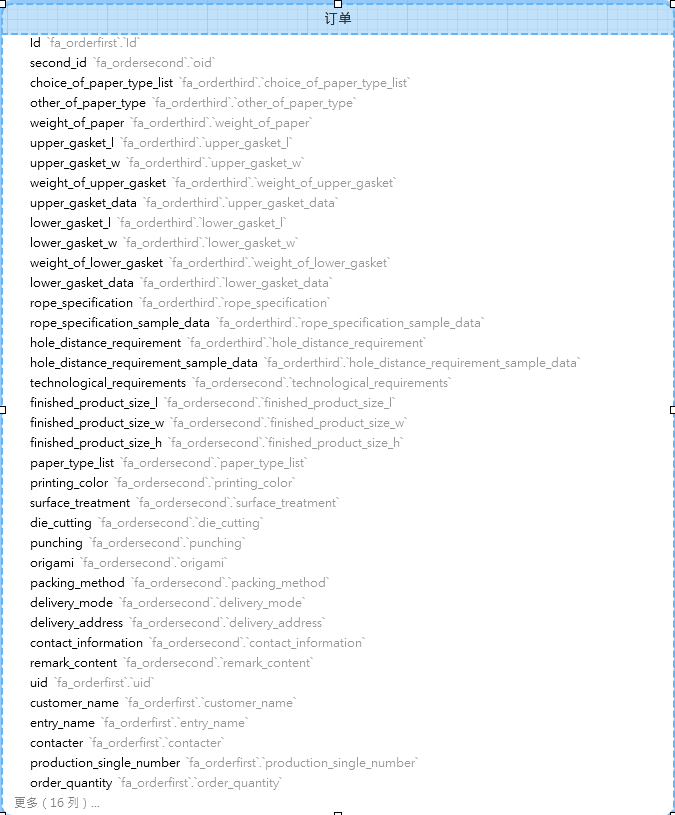 订单
Id `fa_orderfirst`.`Id`
second_id `fa_ordersecond`.`oid`
choice_of_paper_type_list `fa_orderthird`.`choice_of_paper_type_list`
other_of_paper_type `fa_orderthird`.`other_of_paper_type`
weight_of_paper `fa_orderthird`.`weight_of_paper`
upper_gasket_l `fa_orderthird`.`upper_gasket_l`
upper_gasket_w `fa_orderthird`.`upper_gasket_w`
weight_of_upper_gasket `fa_orderthird`.`weight_of_upper_gasket`
upper_gasket_data `fa_orderthird`.`upper_gasket_data`
lower_gasket_l `fa_orderthird`.`lower_gasket_l`
lower_gasket_w `fa_orderthird`.`lower_gasket_w`
weight_of_lower_gasket `fa_orderthird`.`weight_of_lower_gasket`
lower_gasket_data `fa_orderthird`.`lower_gasket_data`
rope_specification `fa_orderthird`.`rope_specification`
rope_specification_sample_data `fa_orderthird`.`rope_specification_sample_data`
hole_distance_requirement `fa_orderthird`.`hole_distance_requirement`
hole_distance_requirement_sample_data `fa_orderthird`.`hole_distance_requirement_sample_data`
technological_requirements `fa_ordersecond`.`technological_requirements`
finished_product_size_l `fa_ordersecond`.`finished_product_size_l`
finished_product_size_w `fa_ordersecond`.`finished_product_size_w`
finished_product_size_h `fa_ordersecond`.`finished_product_size_h`
paper_type_list `fa_ordersecond`.`paper_type_list`
printing_color `fa_ordersecond`.`printing_color`
surface_treatment `fa_ordersecond`.`surface_treatment`
die_cutting `fa_ordersecond`.`die_cutting`
punching `fa_ordersecond`.`punching`
origami `fa_ordersecond`.`origami`
packing_method `fa_ordersecond`.`packing_method`
delivery_mode `fa_ordersecond`.`delivery_mode`
delivery_address `fa_ordersecond`.`delivery_address`
contact_information `fa_ordersecond`.`contact_information`
remark_content `fa_ordersecond`.`remark_content`
uid `fa_orderfirst`.`uid`
customer_name `fa_orderfirst`.`customer_name`
entry_name `fa_orderfirst`.`entry_name`
contacter `fa_orderfirst`.`contacter`
production_single_number `fa_orderfirst`.`production_single_number`
order_quantity `fa_orderfirst`.`order_quantity`
更多（16 列）...